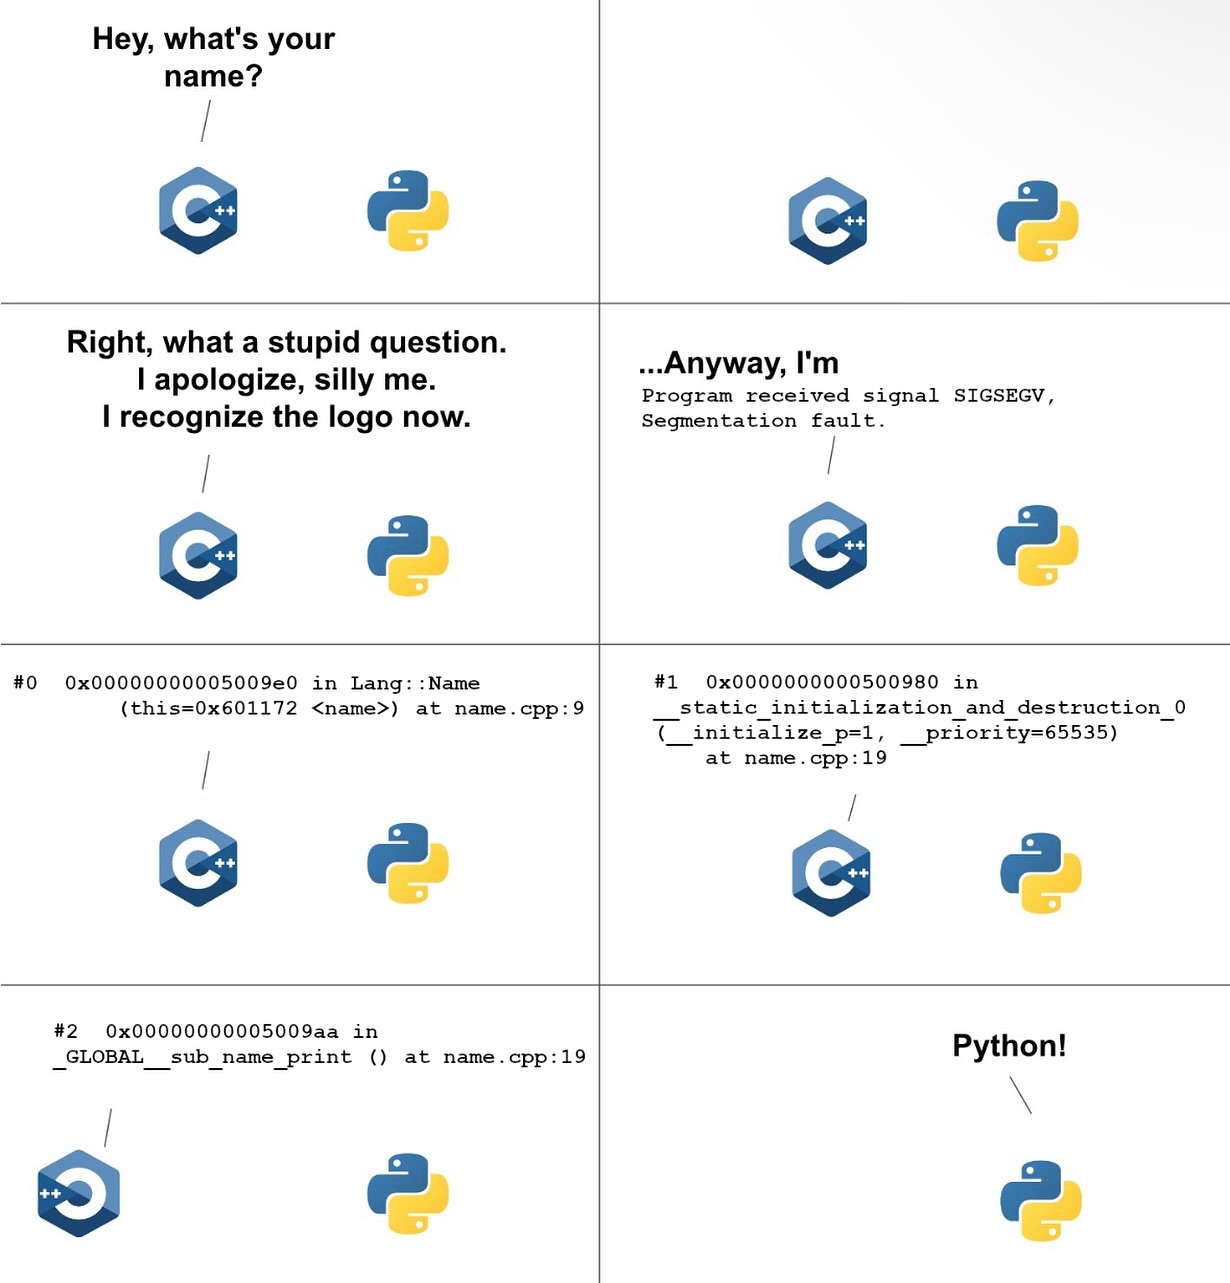 Hey, what's your
name?
C++
C++
Right, what a stupid question.
I apologize, silly me.
I recognize the logo now.
C++
...Anyway, I'm
Program received signal SIGSEGV,
Segmentation fault.
C++
#0 0x00000000005009e0 in Lang::Name
(this=0x601172 <name>) at name.cpp:9
C++
#1 0x0000000000500980 in
__static_initialization_and_destruction_0
(__initialize_p=1, __priority=65535)
at name.cpp:19
C++
#2 0x00000000005009aa in
_GLOBAL__sub_name_print () at name.cpp:19
C++
Python!